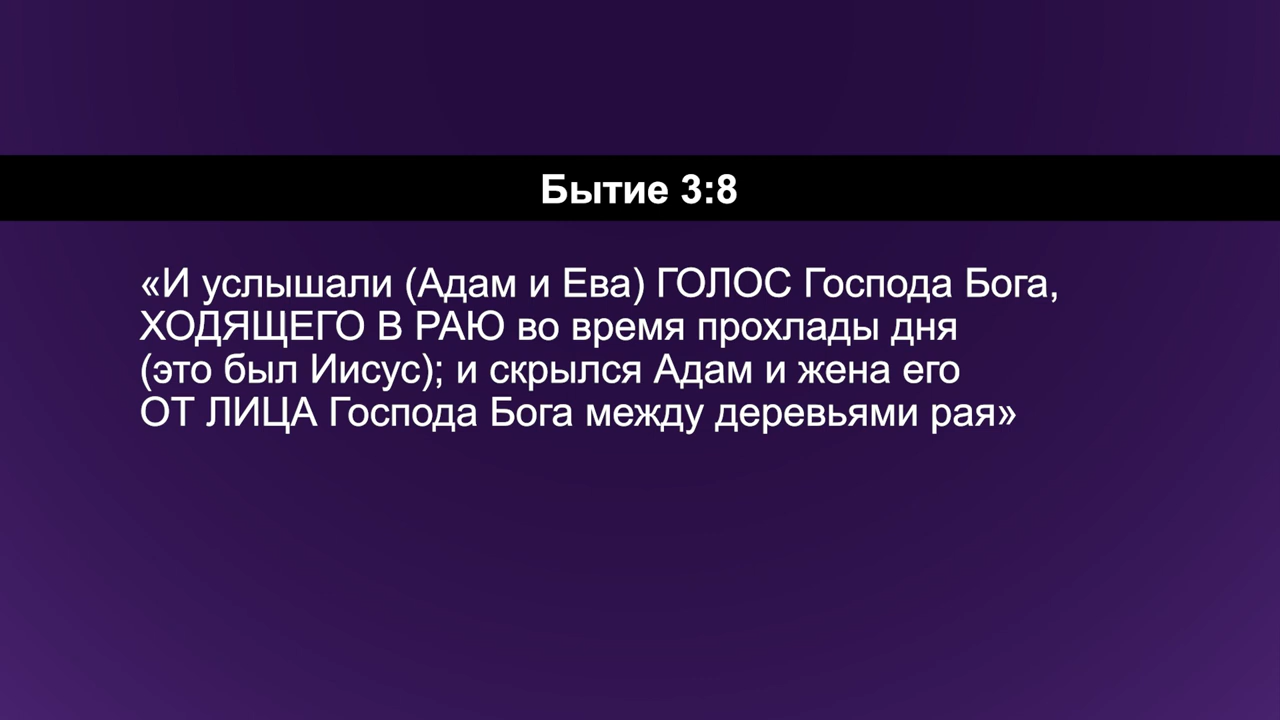 Бытие 3:8
«И услышали (Адам и Ева) ГОЛОС Господа Бога,
ХОДЯЩЕГО В РАЮ во время прохлады дня
(это был Иисус); и скрылся Адам и жена его
ОТ ЛИЦА Господа Бога между деревьями рая»